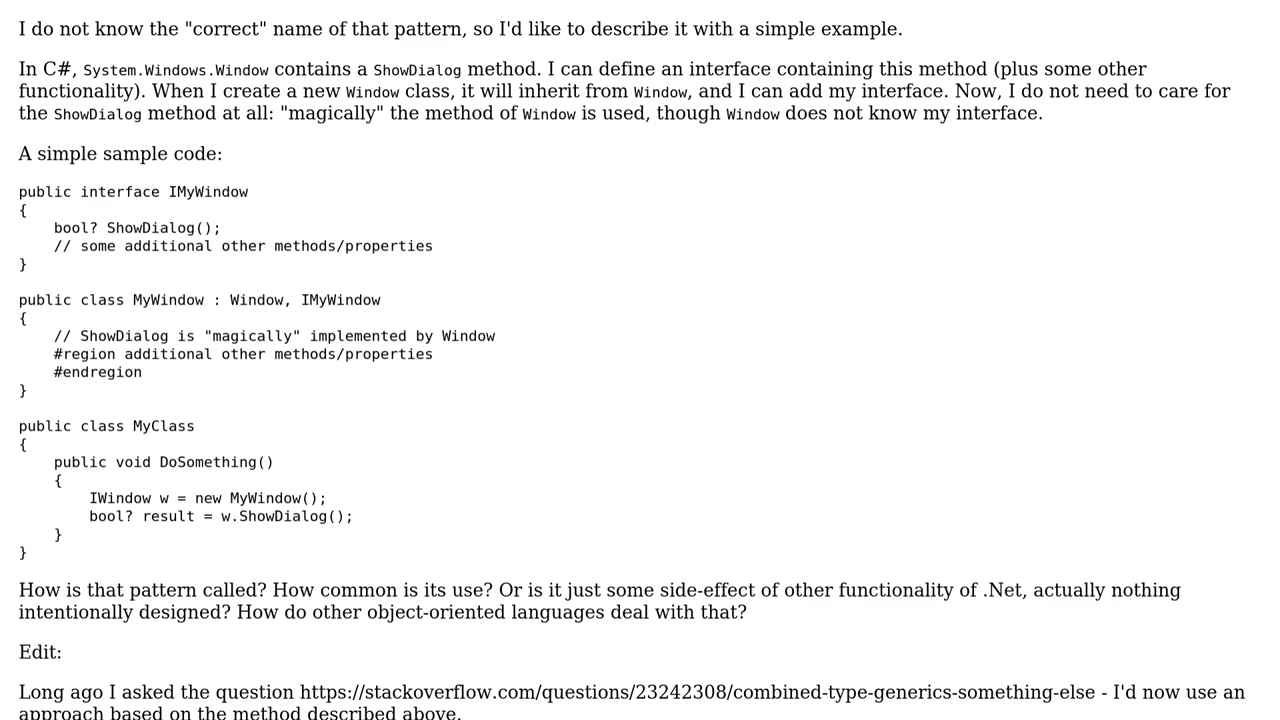 I do not know the "correct" name of that pattern, so I'd like to describe it with a simple example.
In C#, System.Windows.Window contains a ShowDialog method. I can define an interface containing this method (plus some other
functionality). When I create a new Window class, it will inherit from Window, and I can add my interface. Now, I do not need to care for
the ShowDialog method at all: "magically" the method of Window is used, though Window does not know my interface.
A simple sample code:
public interface IMyWindow
{
    bool? ShowDialog();
    // some additional other methods/properties
}
public class MyWindow : Window, IMyWindow
{
    // ShowDialog is "magically" implemented by Window
    #region additional other methods/properties
    #endregion
}
public class MyClass
{
    public void DoSomething()
    {
        IWindow w = new MyWindow();
        bool? result = w.ShowDialog();
    }
}
How is that pattern called? How common is its use? Or is it just some side-effect of other functionality of .Net, actually nothing
intentionally designed? How do other object-oriented languages deal with that?
Edit:
Long ago I asked the question https://stackoverflow.com/questions/23242308/combined-type-generics-something-else - I'd now use an
approach based on the method described above.